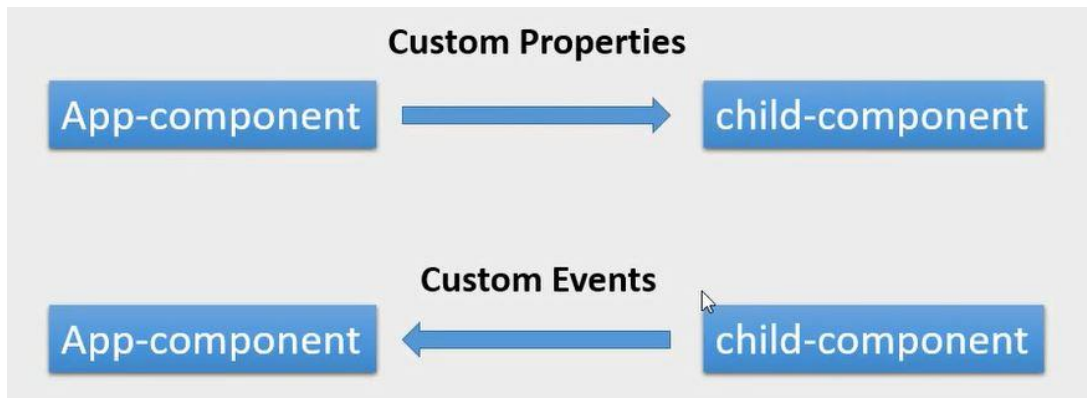 Custom Properties
App-component
child-component
Custom Events
App-component
child-component